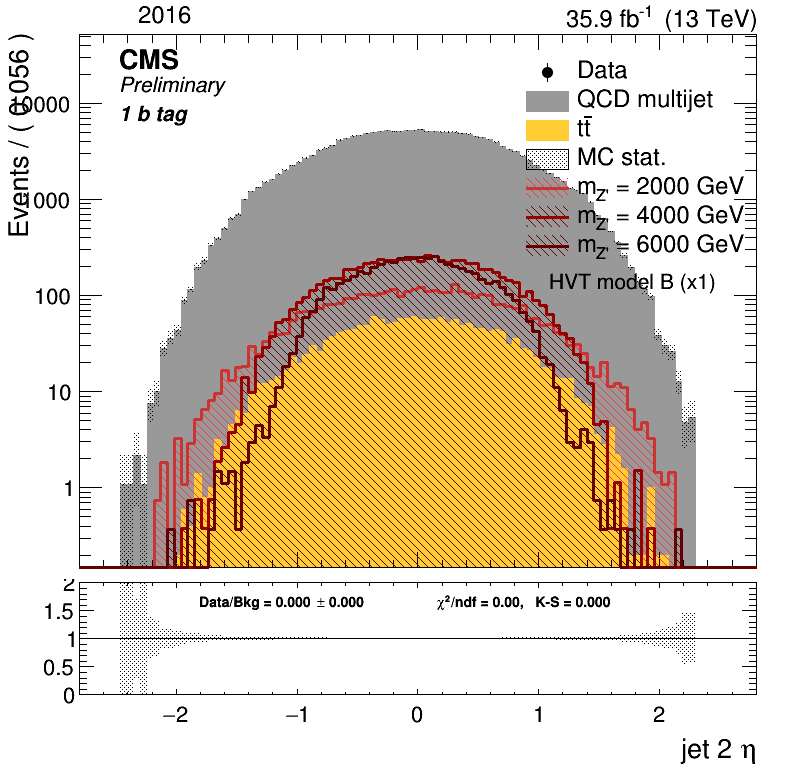 2016 35.9 fb⁻¹ (13 TeV)
CMS
Preliminary
1 b tag
Data
QCD multijet
tt̄
MC stat.
m_Z' = 2000 GeV
m_Z' = 4000 GeV
m_Z' = 6000 GeV
HVT model B (x1)
Events / ( 0.056 )
10000
1000
100
10
1
Data/Bkg = 0.000 ± 0.000 χ²/ndf = 0.00, K-S = 0.000
2
1.5
1
0.5
0
−2 −1 0 1 2
jet 2 η